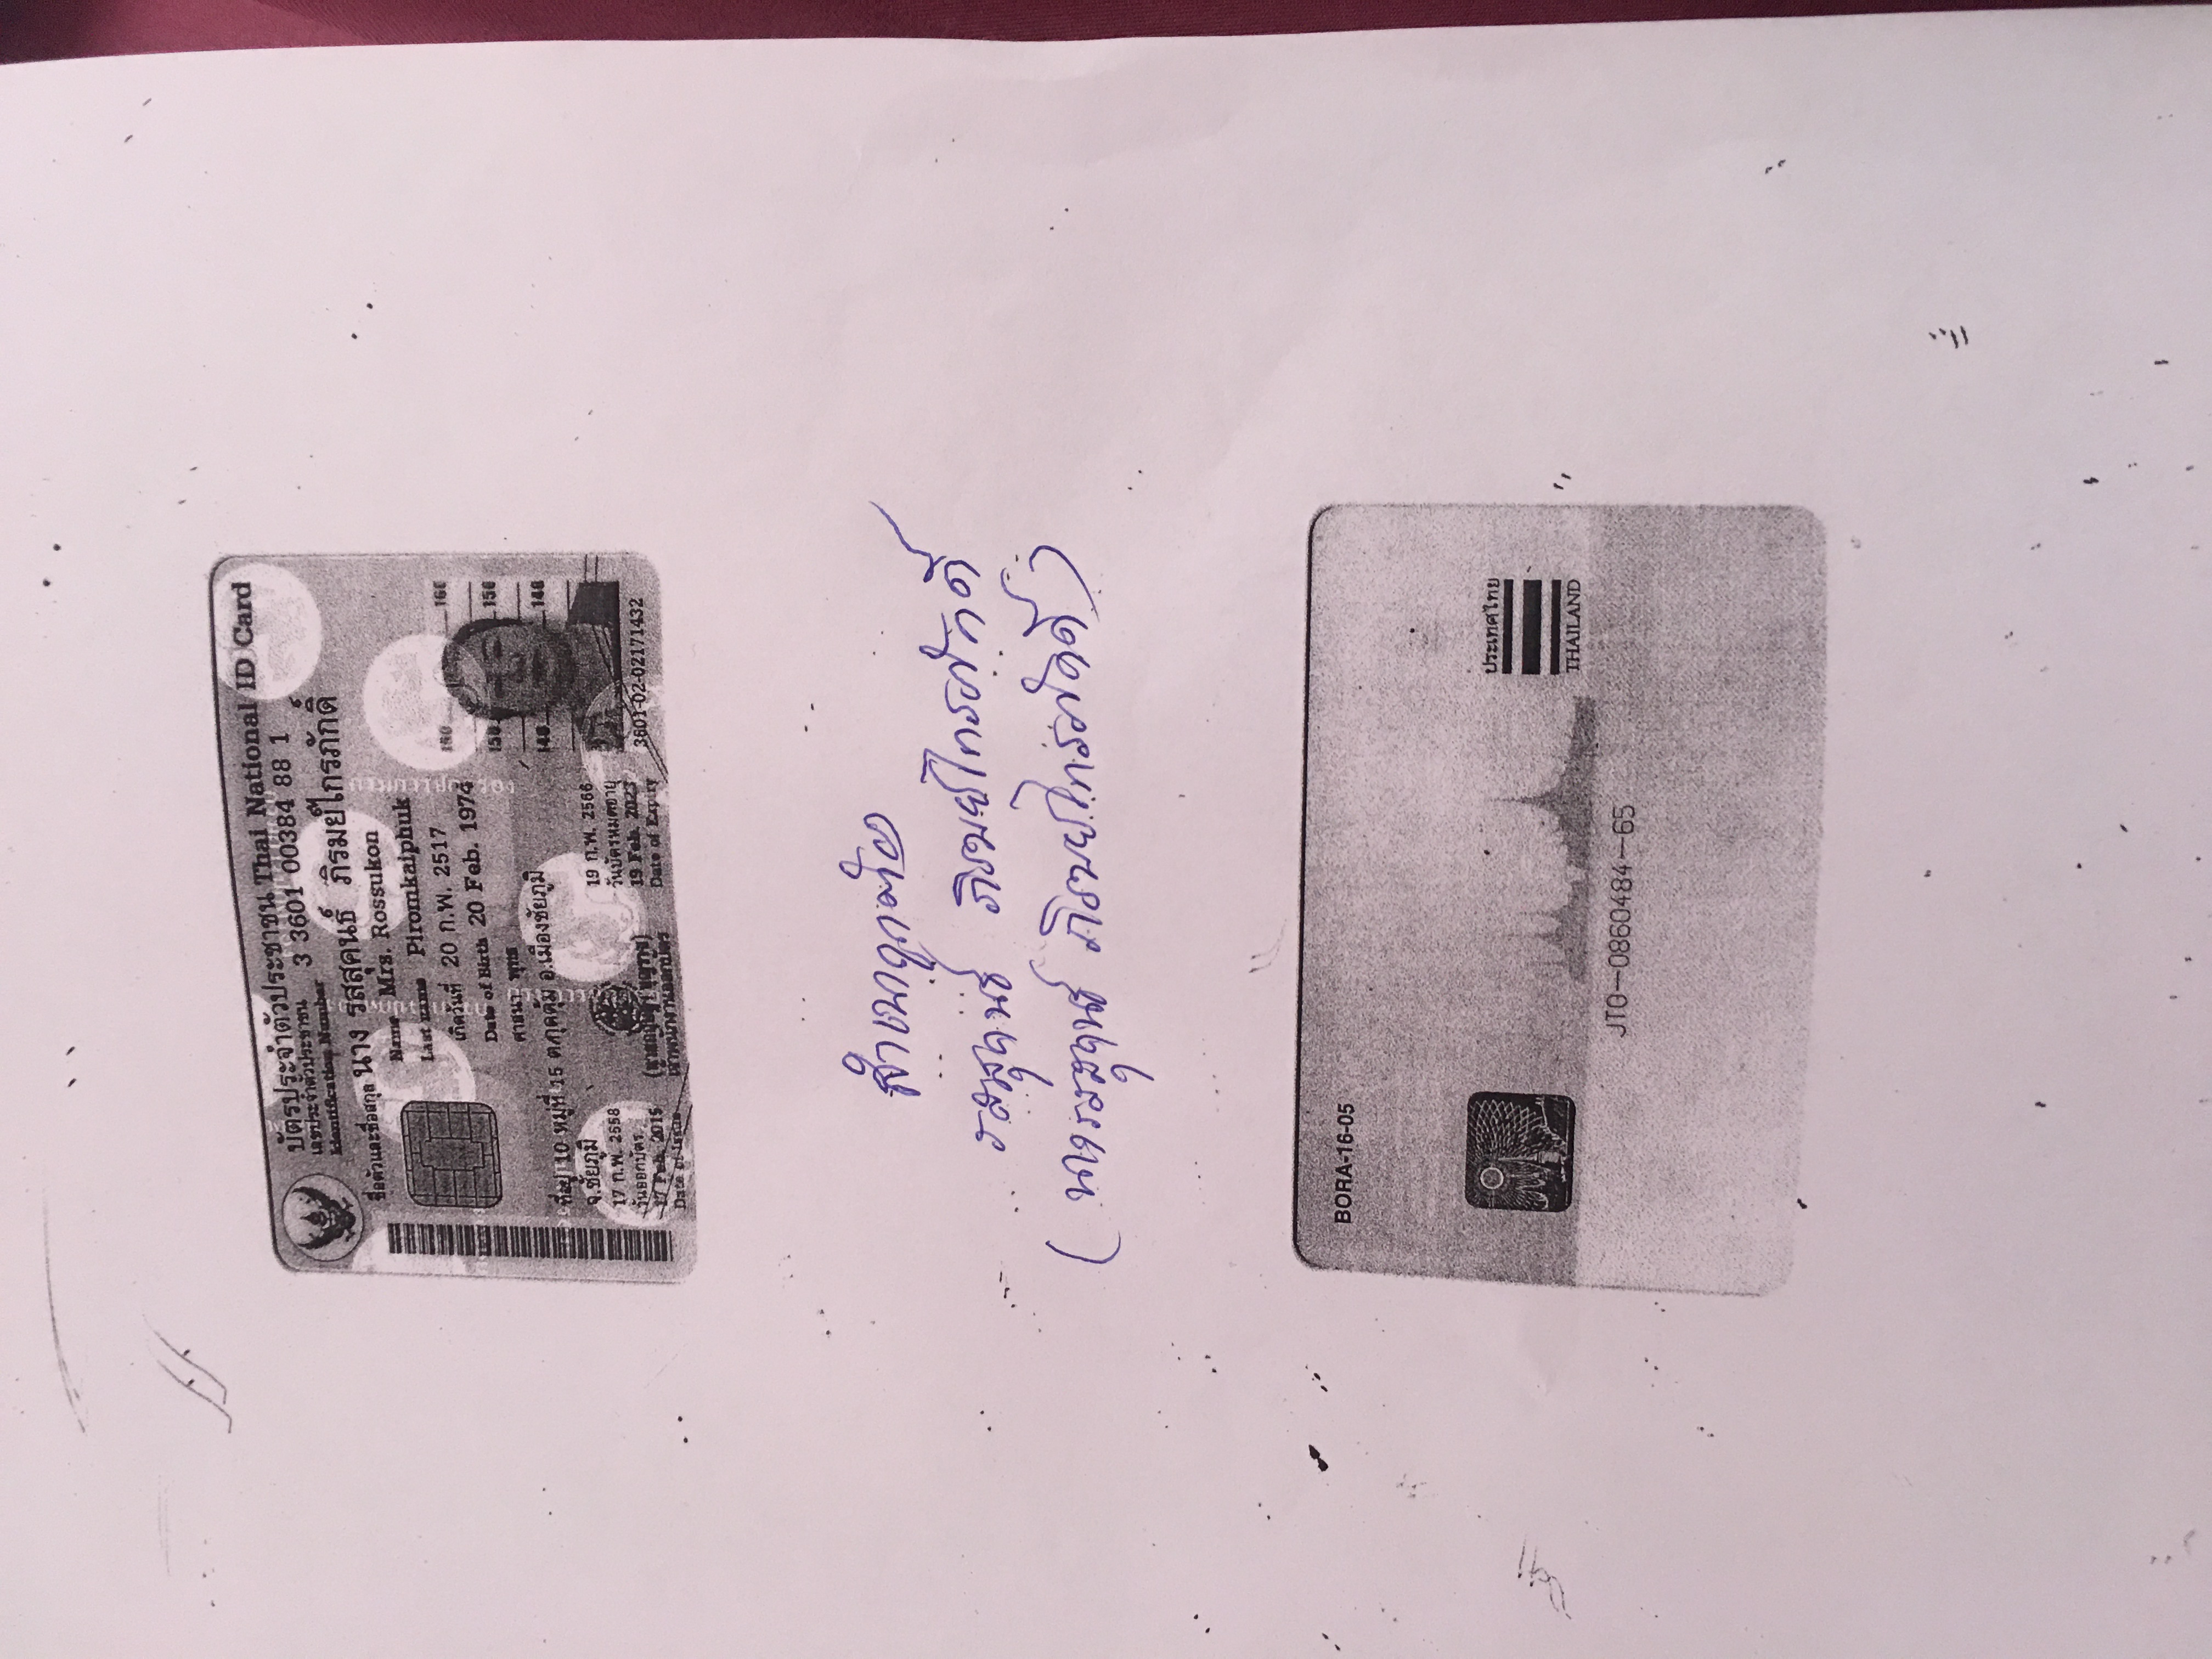 บัตรประจำตัวประชาชน Thai National ID Card
เลขประจำตัวประชาชน
Identification Number 3 3601 00384 88 1
ชื่อตัวและชื่อสกุล นาง รสสุคนธ์ ภิรมย์ไกรภักดิ์
Name Mrs. Rossukon
Last name Piromkaiphuk
เกิดวันที่ 20 ก.พ. 2517
Date of Birth 20 Feb. 1974
ศาสนา พุทธ
ที่อยู่ 10 หมู่ที่ 15 ต.กุดตุ้ม อ.เมืองชัยภูมิ
จ.ชัยภูมิ
17 ก.พ. 2558
วันออกบัตร
17 Feb. 2015
Date of Issue
เจ้าพนักงานออกบัตร
19 ก.พ. 2566
วันบัตรหมดอายุ
19 Feb. 2023
Date of Expiry
160 160
150 150
140 140
3601-02-02171432
สำเนาถูกต้อง
รสสุคนธ์ ภิรมย์ไกรภักดิ์
(นางรสสุคนธ์ ภิรมย์ไกรภักดิ์)
BORA-16-05
ประเทศไทย
THAILAND
JT0-0860484-65